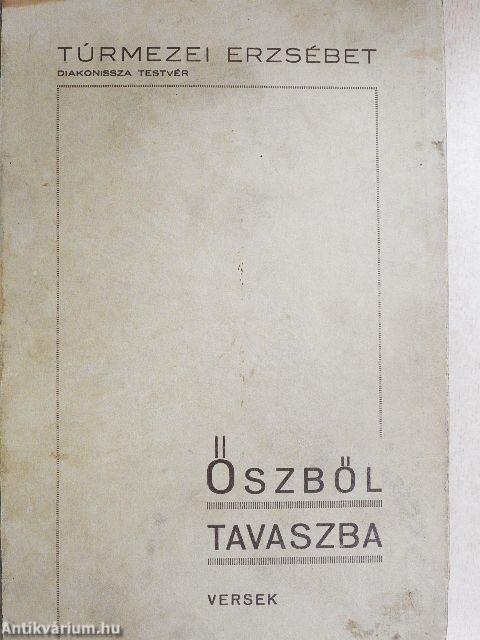 TÚRMEZEI ERZSÉBET
DIAKONISSZA TESTVÉR
ŐSZBŐL
TAVASZBA
VERSEK
Antikvárium.hu